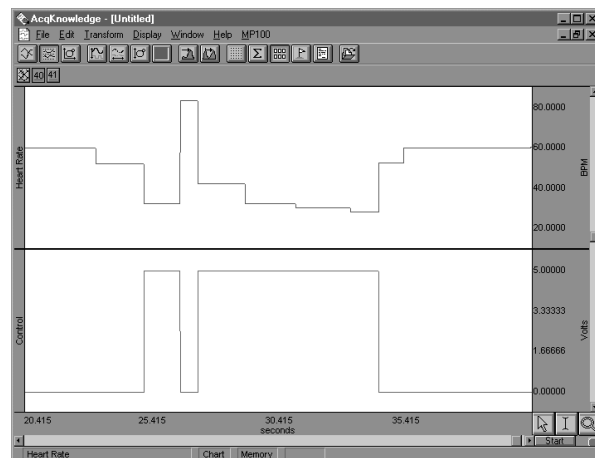 AcqKnowledge - [Untitled]
File Edit Transform Display Window Help MP100
40 41
Heart Rate
80.0000
60.0000
40.0000
20.0000
BPM
Control
5.00000
3.33333
1.66666
0.00000
Volts
20.415 25.415 30.415 35.415
seconds
Start
Heart Rate Chart Memory